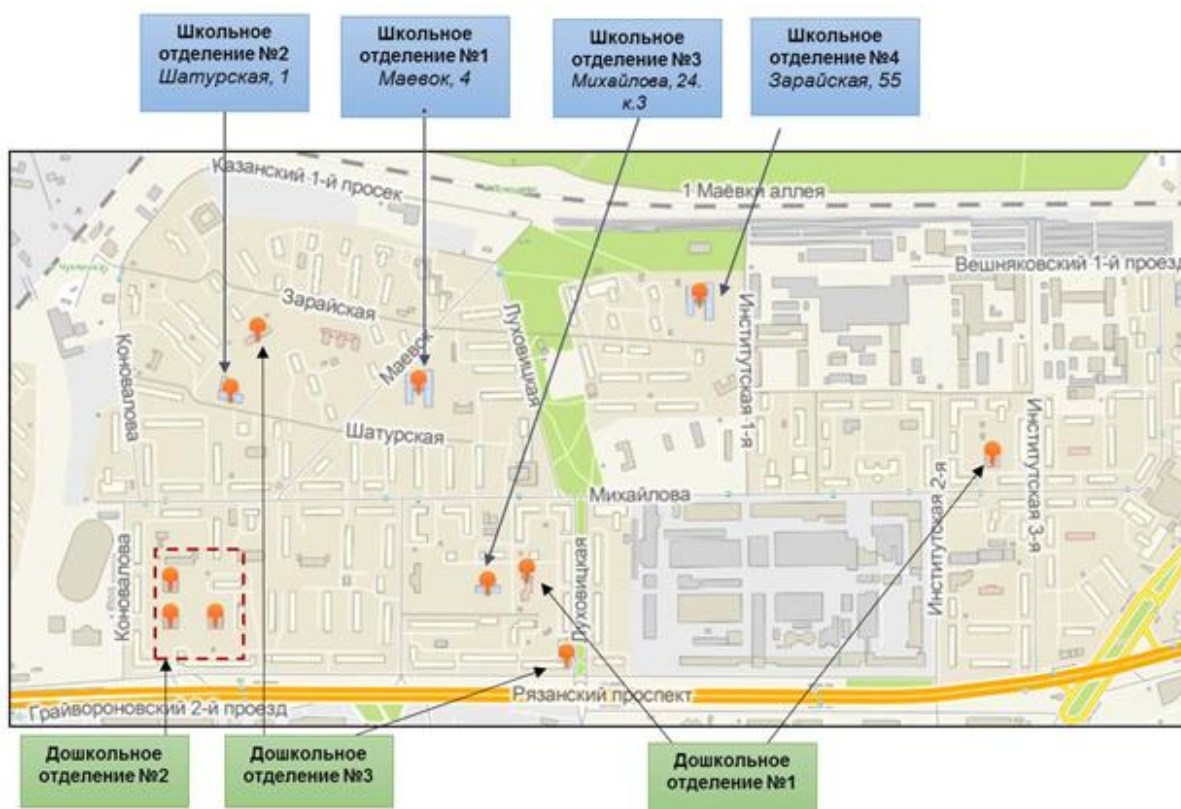 Школьное
отделение №2
Шатурская, 1
Школьное
отделение №1
Маевок, 4
Школьное
отделение №3
Михайлова, 24.
к.3
Школьное
отделение №4
Зарайская, 55
Казанский 1-й просек
1 Маёвки аллея
Вешняковский 1-й проезд
Зарайская
Маевок
Луховицкая
Институтская 1-я
Коновалова
Шатурская
Институтская 3-я
Институтская 2-я
Михайлова
Коновалова
Луховицкая
Рязанский проспект
Грайвороновский 2-й проезд
Дошкольное
отделение №2
Дошкольное
отделение №3
Дошкольное
отделение №1